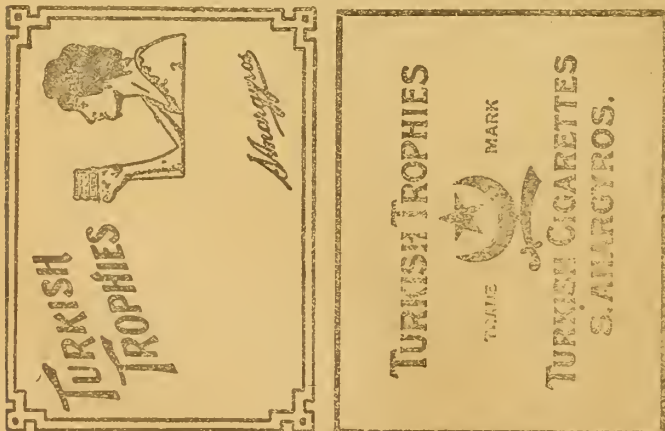 TURKISH
TROPHIES
S. Anargyros
TURKISH TROPHIES
TRADE MARK
TURKISH CIGARETTES
S. ANARGYROS.